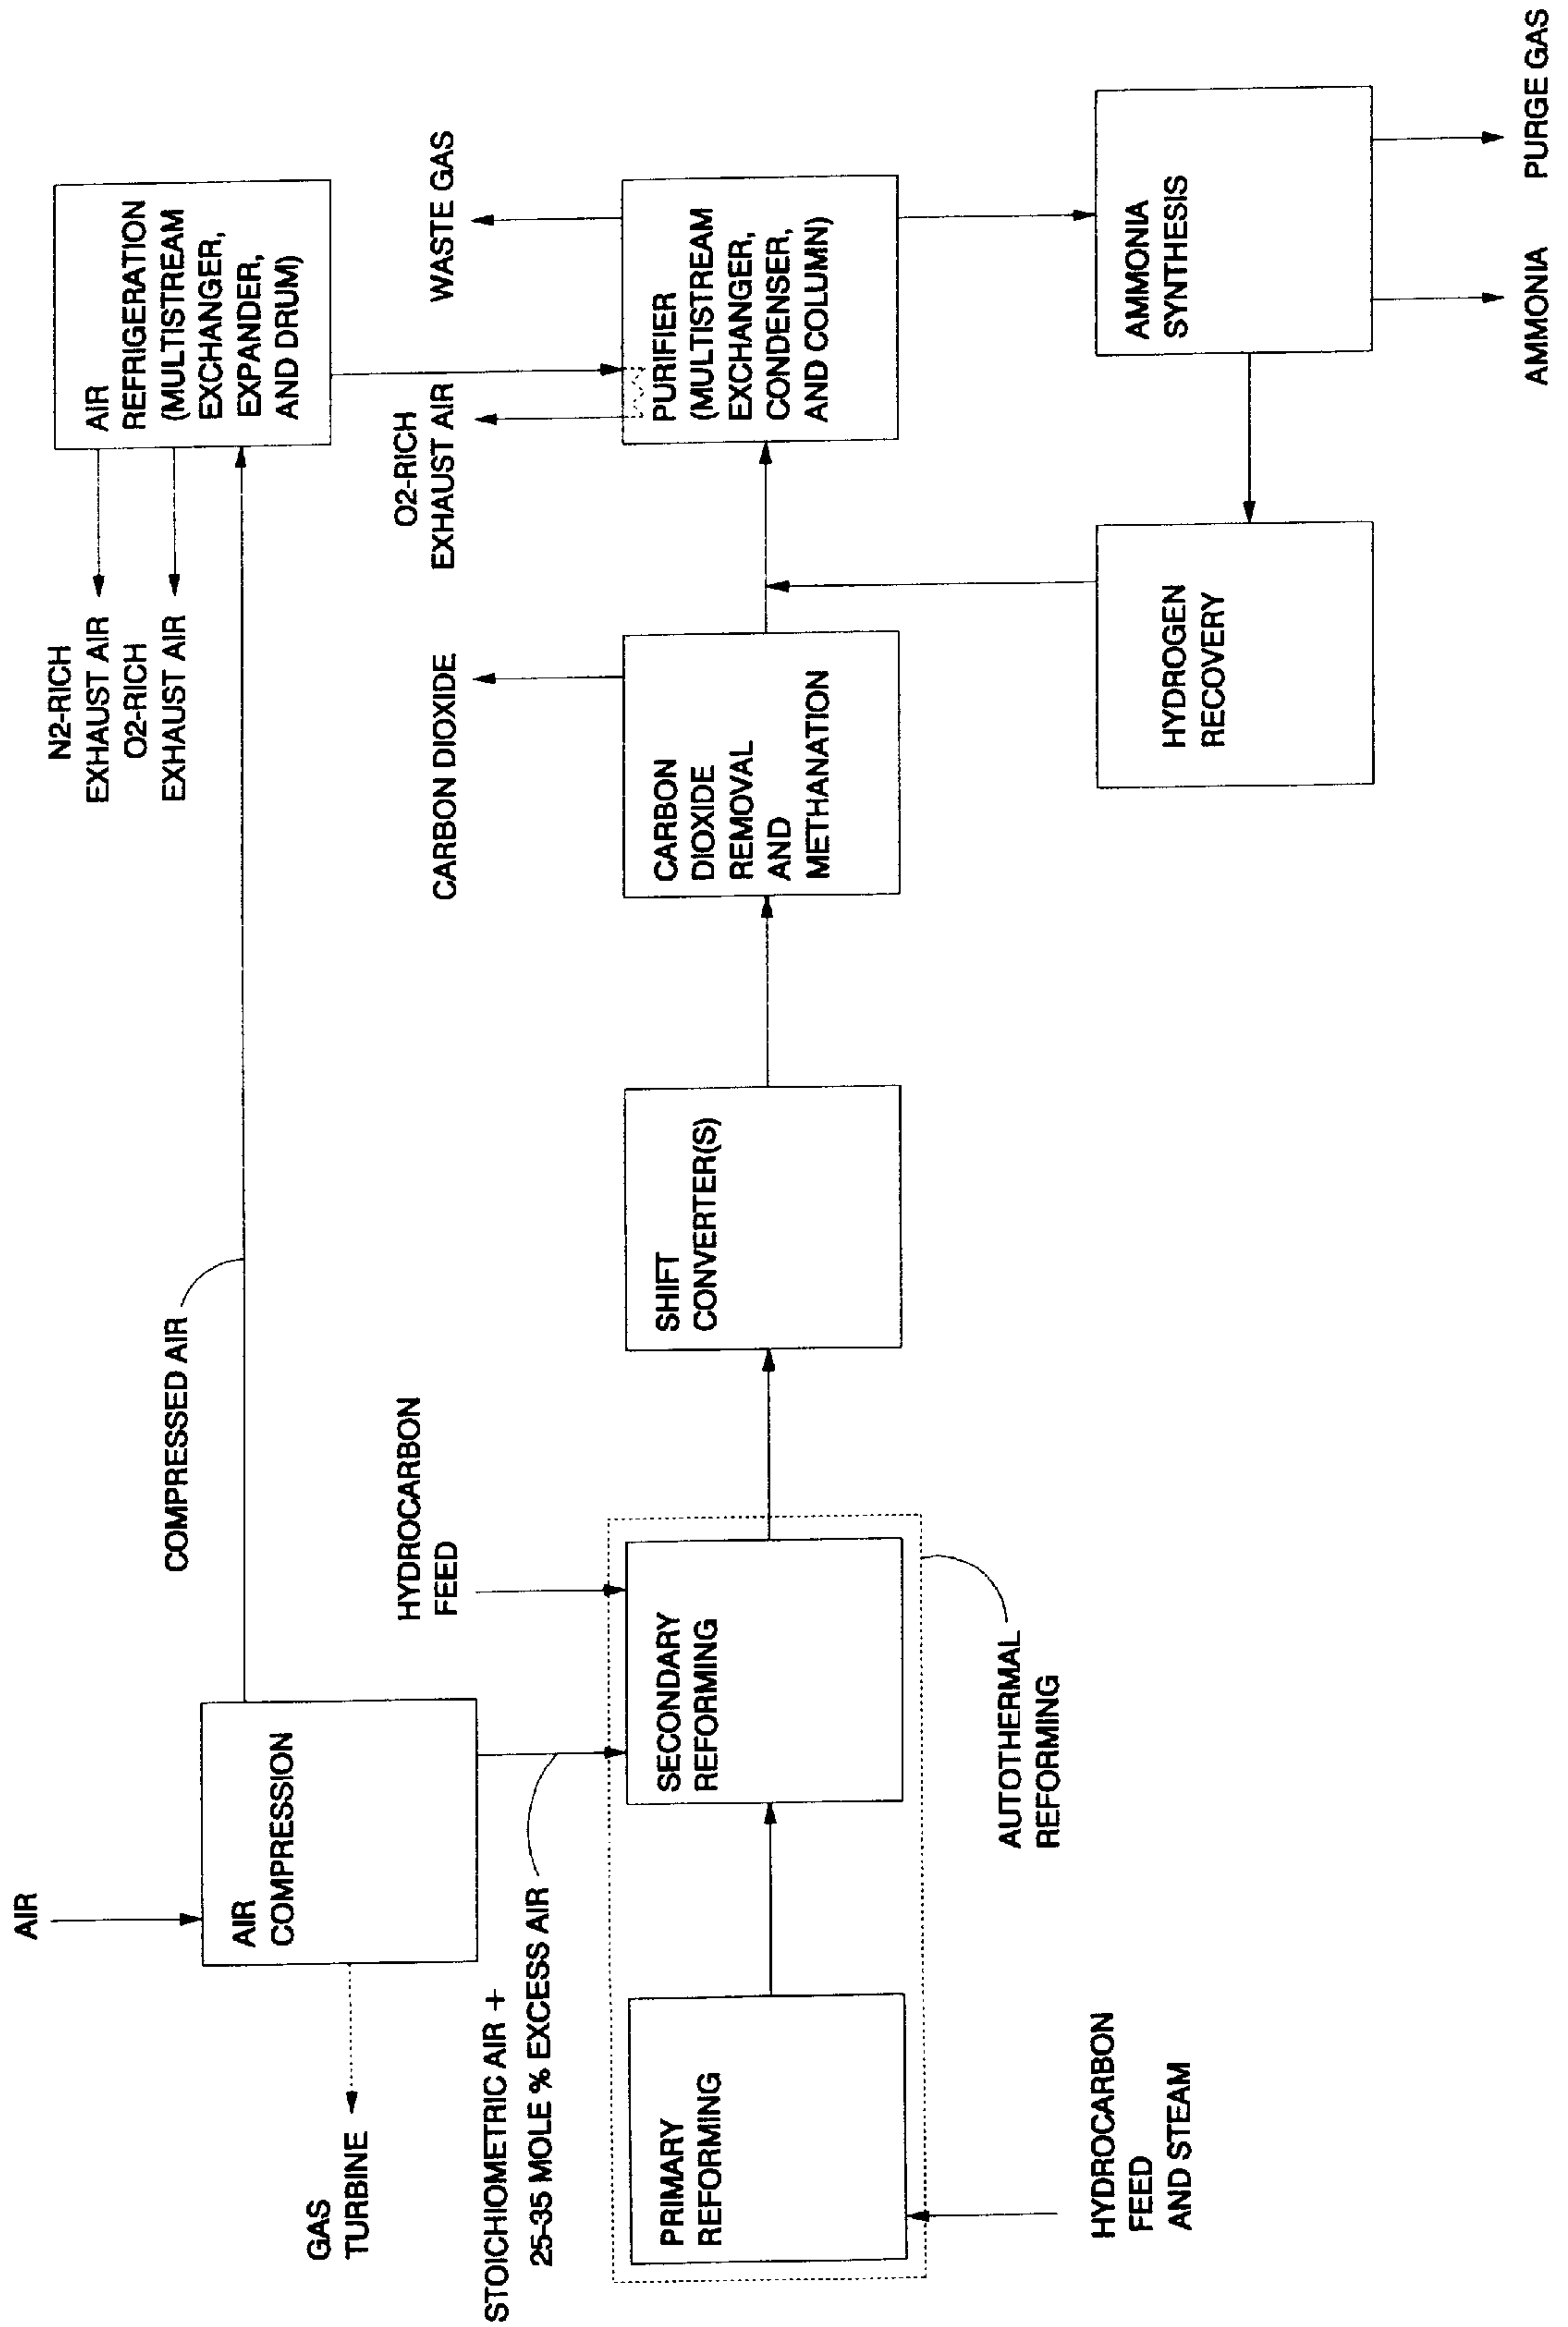 AIR
AIR
COMPRESSION
GAS
TURBINE
COMPRESSED AIR
N2-RICH
EXHAUST AIR
O2-RICH
EXHAUST AIR
AIR
REFRIGERATION
(MULTISTREAM
EXCHANGER,
EXPANDER,
AND DRUM)
STOICHIOMETRIC AIR +
25-35 MOLE % EXCESS AIR
HYDROCARBON
FEED
CARBON DIOXIDE
O2-RICH
EXHAUST AIR
WASTE GAS
PRIMARY
REFORMING
SECONDARY
REFORMING
SHIFT
CONVERTER(S)
CARBON
DIOXIDE
REMOVAL
AND
METHANATION
PURIFIER
(MULTISTREAM
EXCHANGER,
CONDENSER,
AND COLUMN)
HYDROCARBON
FEED
AND STEAM
AUTOTHERMAL
REFORMING
HYDROGEN
RECOVERY
AMMONIA
SYNTHESIS
AMMONIA
PURGE GAS